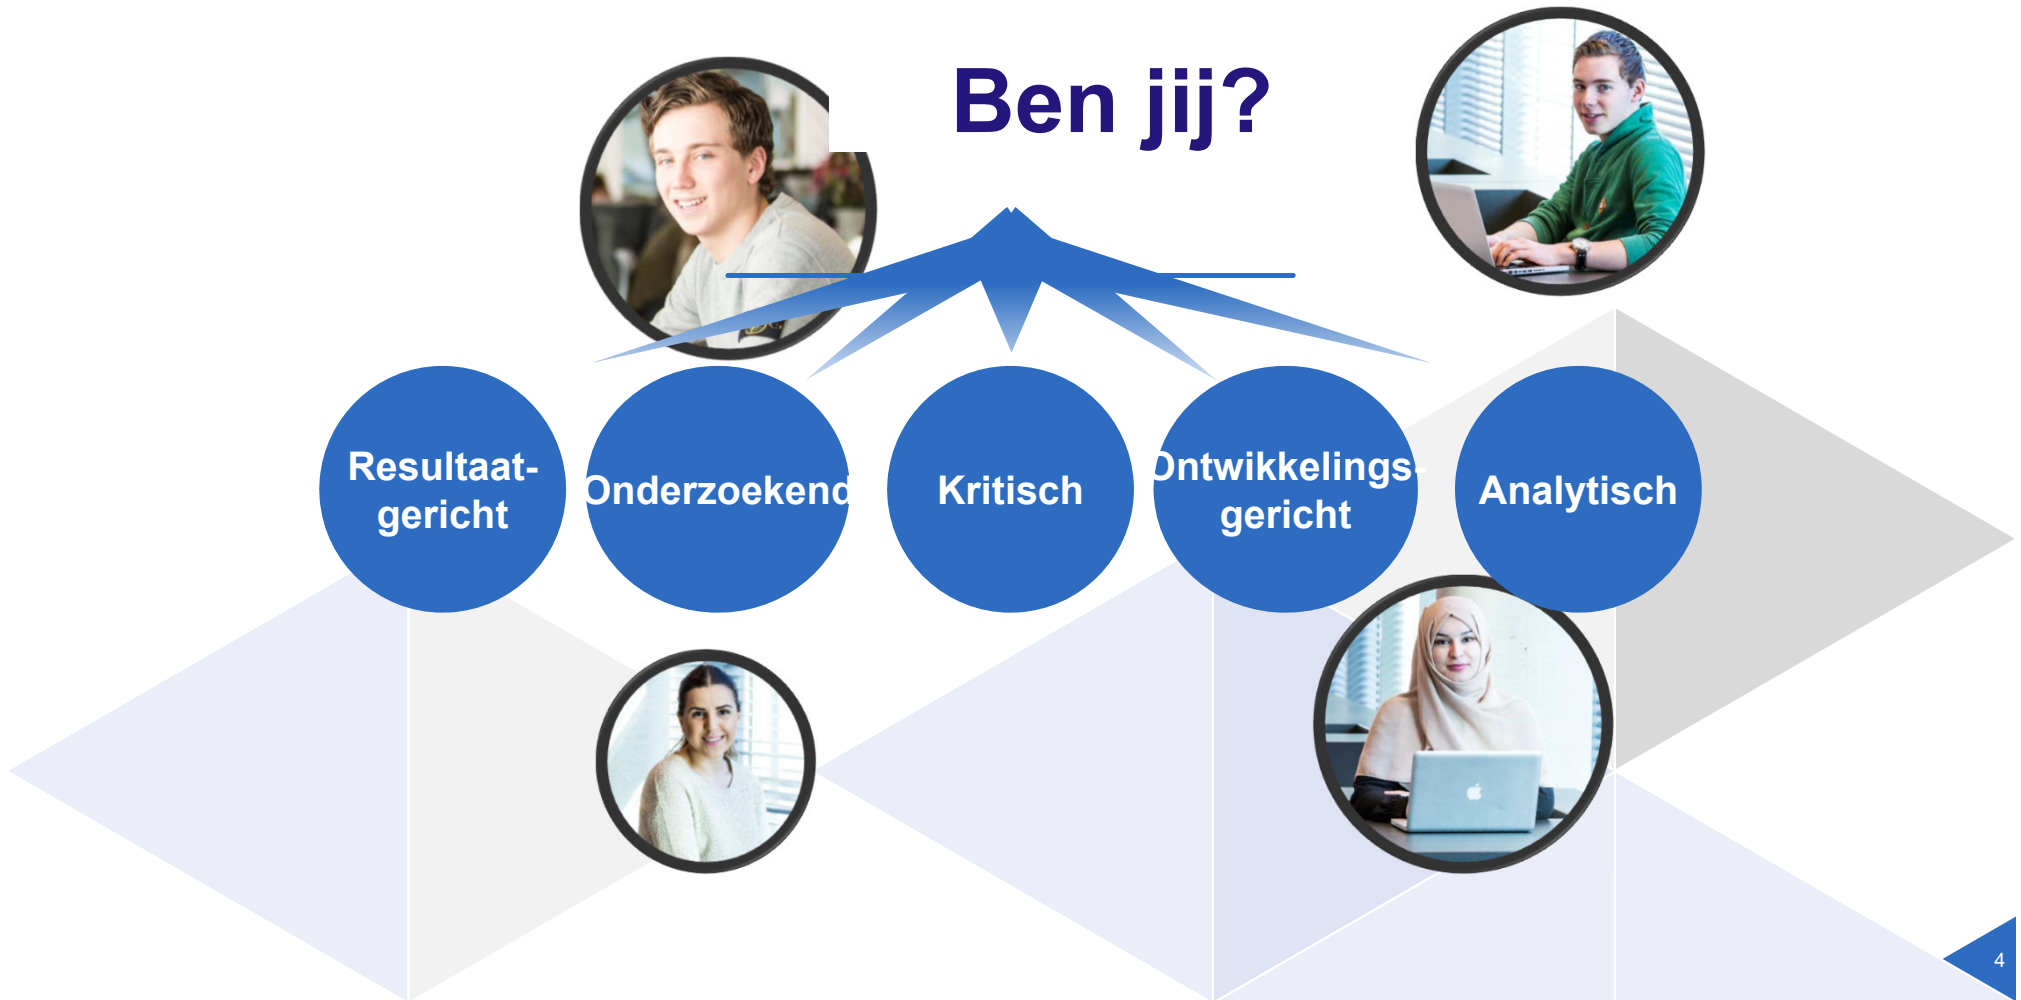 Ben jij?
Resultaat-
gericht
Onderzoekend
Kritisch
Ontwikkelings-
gericht
Analytisch
4